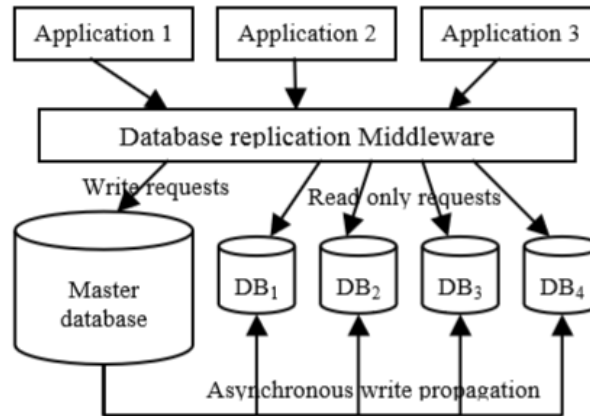 Application 1
Application 2
Application 3
Database replication Middleware
Write requests
Read only requests
Master
database
DB₁
DB₂
DB₃
DB₄
Asynchronous write propagation